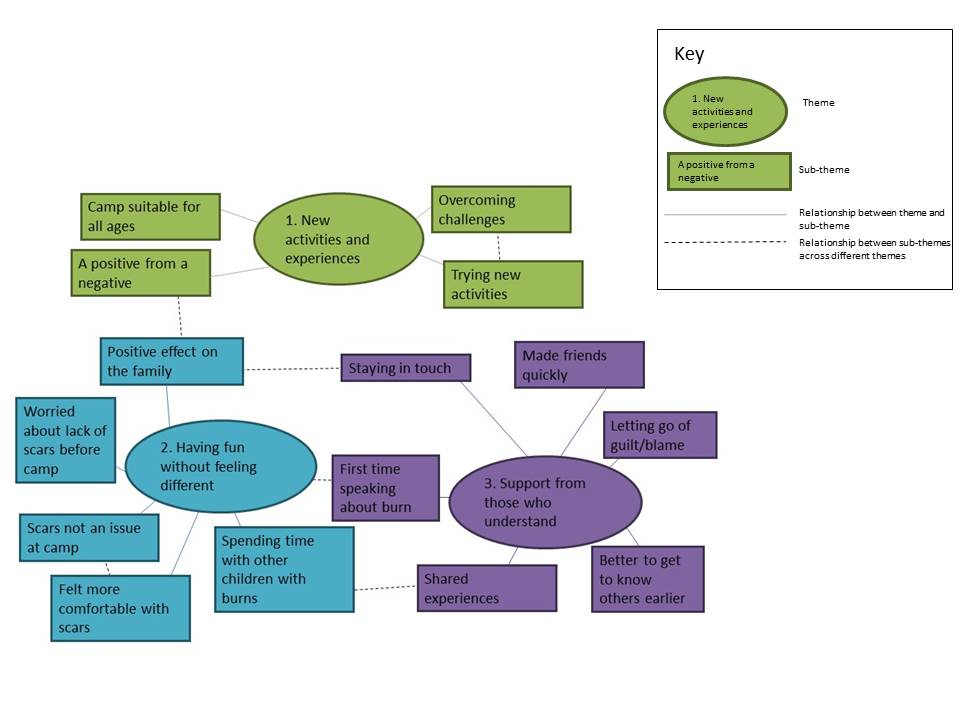 Key
1. New
activities and
experiences
Theme
A positive from a
negative
Sub-theme
Relationship between theme and
sub-theme
Relationship between sub-themes
across different themes
Camp suitable for
all ages
A positive from a
negative
1. New
activities and
experiences
Overcoming
challenges
Trying new
activities
Positive effect on
the family
Staying in touch
Made friends
quickly
Worried
about lack of
scars before
camp
2. Having fun
without feeling
different
First time
speaking
about burn
3. Support from
those who
understand
Letting go of
guilt/blame
Scars not an issue
at camp
Felt more
comfortable with
scars
Spending time
with other
children with
burns
Shared
experiences
Better to get
to know
others earlier